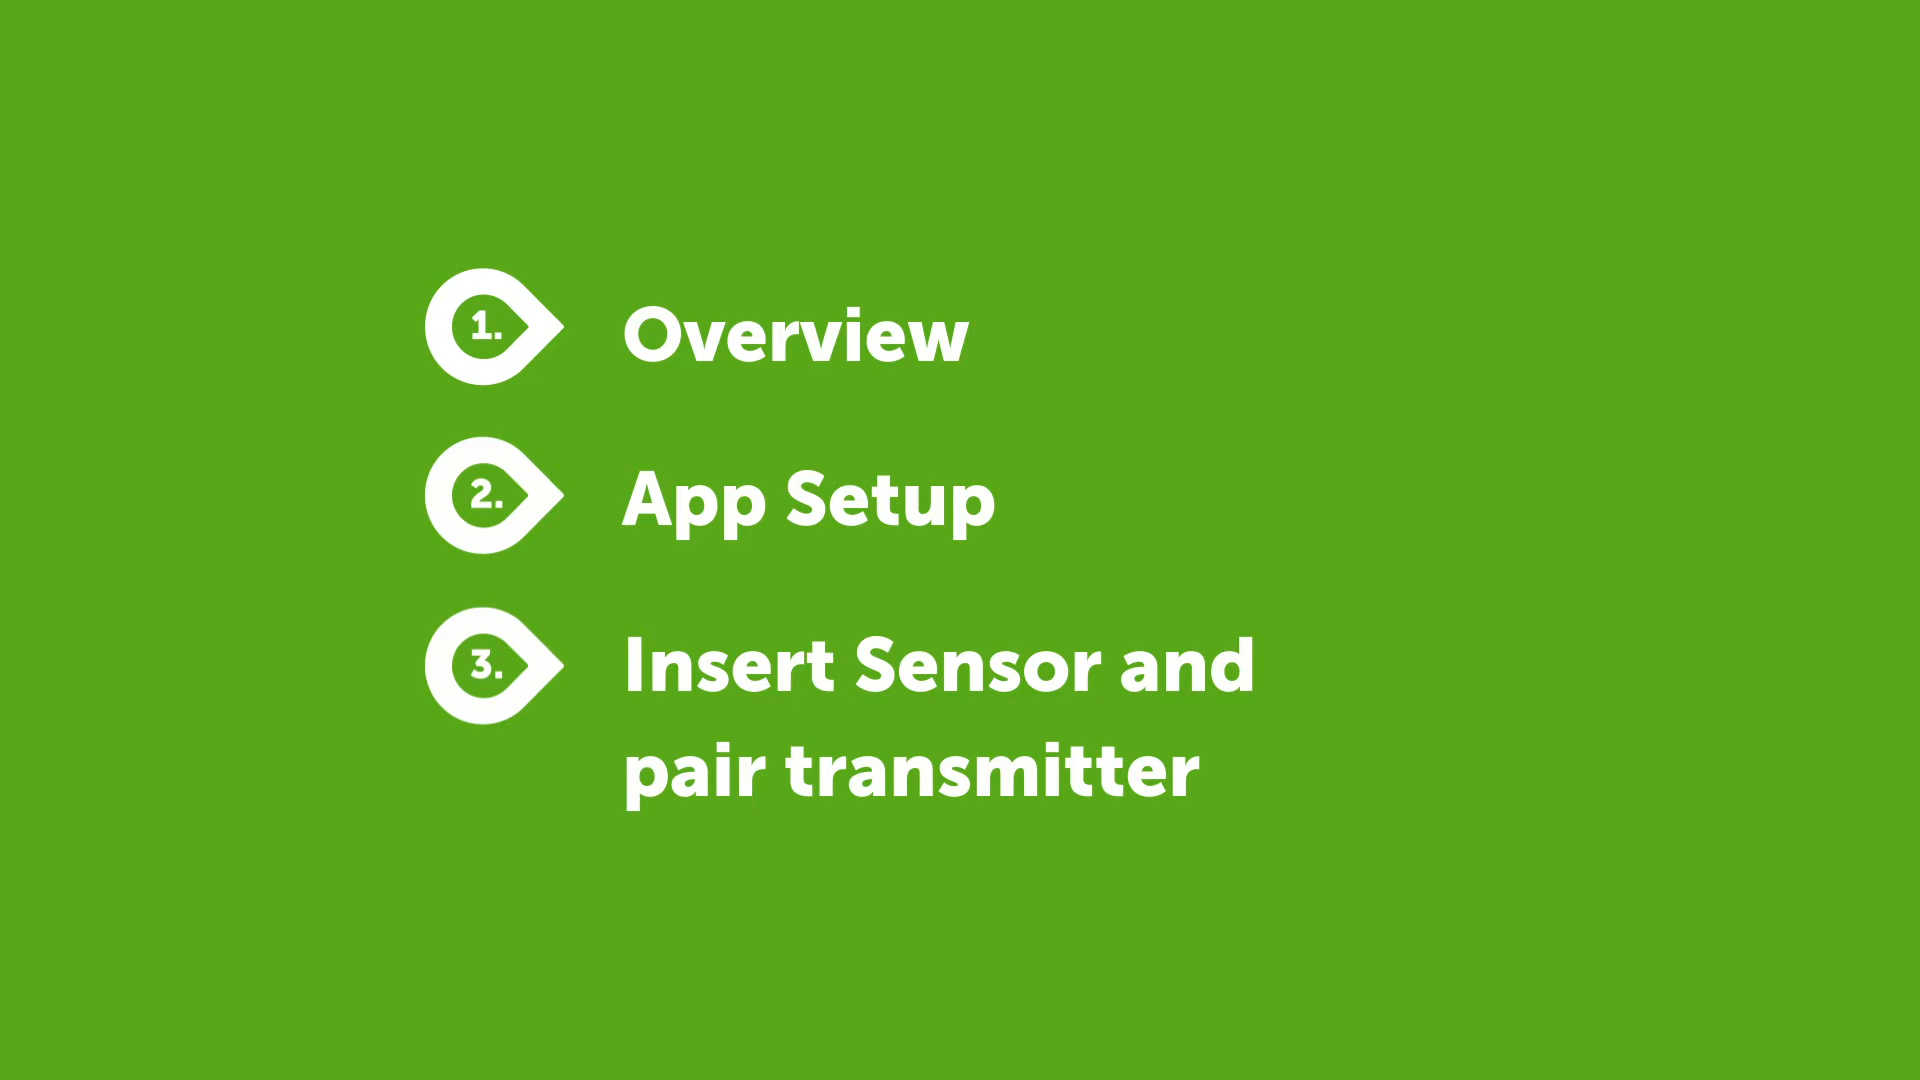 1. Overview
2. App Setup
3. Insert Sensor and
pair transmitter